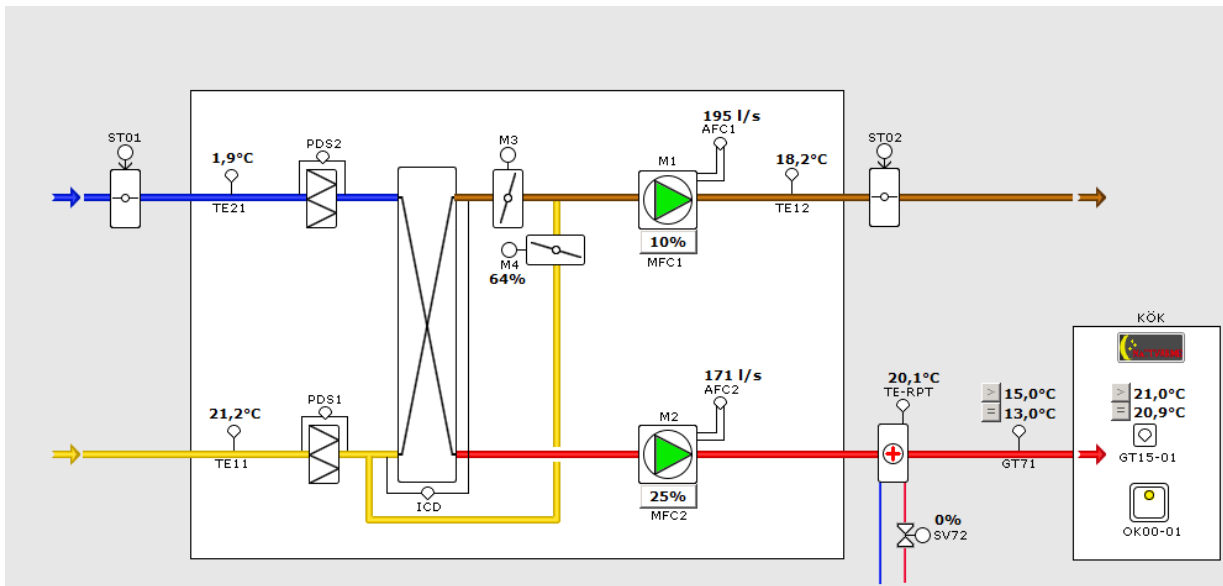 ST01
1,9°C
TE21
PDS2
M3
M4
64%
195 l/s
AFC1
M1
10%
MFC1
18,2°C
TE12
ST02
21,2°C
TE11
PDS1
ICD
171 l/s
AFC2
M2
25%
MFC2
20,1°C
TE-RPT
0%
SV72
> 15,0°C
= 13,0°C
GT71
KÖK
> 21,0°C
= 20,9°C
GT15-01
OK00-01